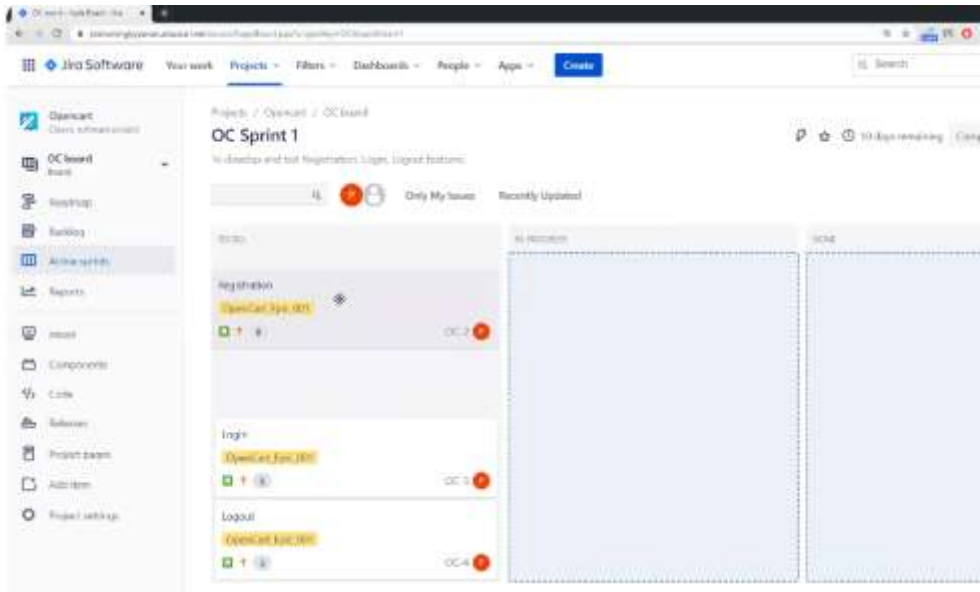 Jira Software Your work Projects Filters Dashboards People Apps Create Search
Opencart
Projects / Opencart / OC board
OC Sprint 1
To develop and test Registration, Login, Logout features
10 days remaining
OC board
Board
Only My Issues Recently Updated
Roadmap
Backlog
Active sprints
Reports
Issues
Components
Code
Releases
Project pages
Add item
Project settings
TO DO
IN PROGRESS
DONE
Registration
OpenCart_Epic_001
OC-2
Login
OpenCart_Epic_001
OC-3
Logout
OpenCart_Epic_001
OC-4